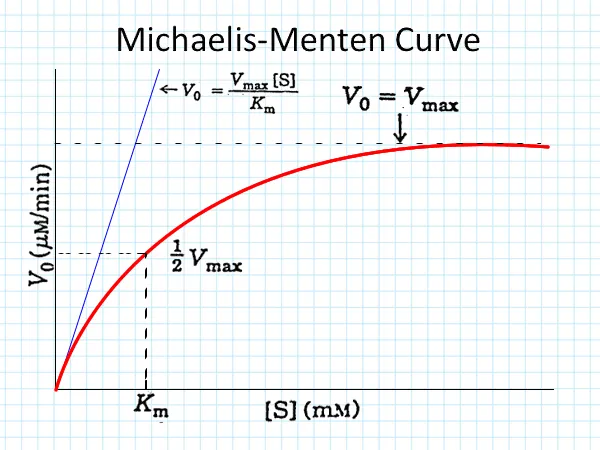 Michaelis-Menten Curve
← V₀ = Vmax [S] / Km
V₀ = Vmax
V₀ (μM/min)
½ Vmax
Km
[S] (mM)